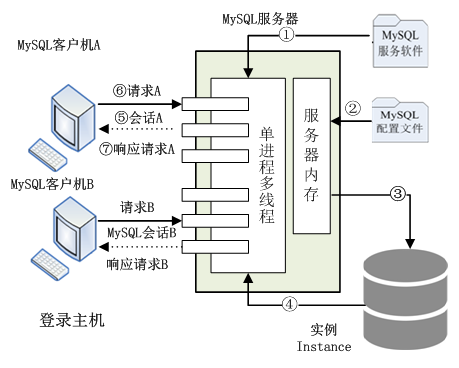 MySQL服务器
①
MySQL
服务软件
MySQL客户机A
⑥请求A
⑤会话A
⑦响应请求A
单进程多线程
服务器内存
②
MySQL
配置文件
③
MySQL客户机B
请求B
MySQL会话B
响应请求B
④
登录主机
实例
Instance